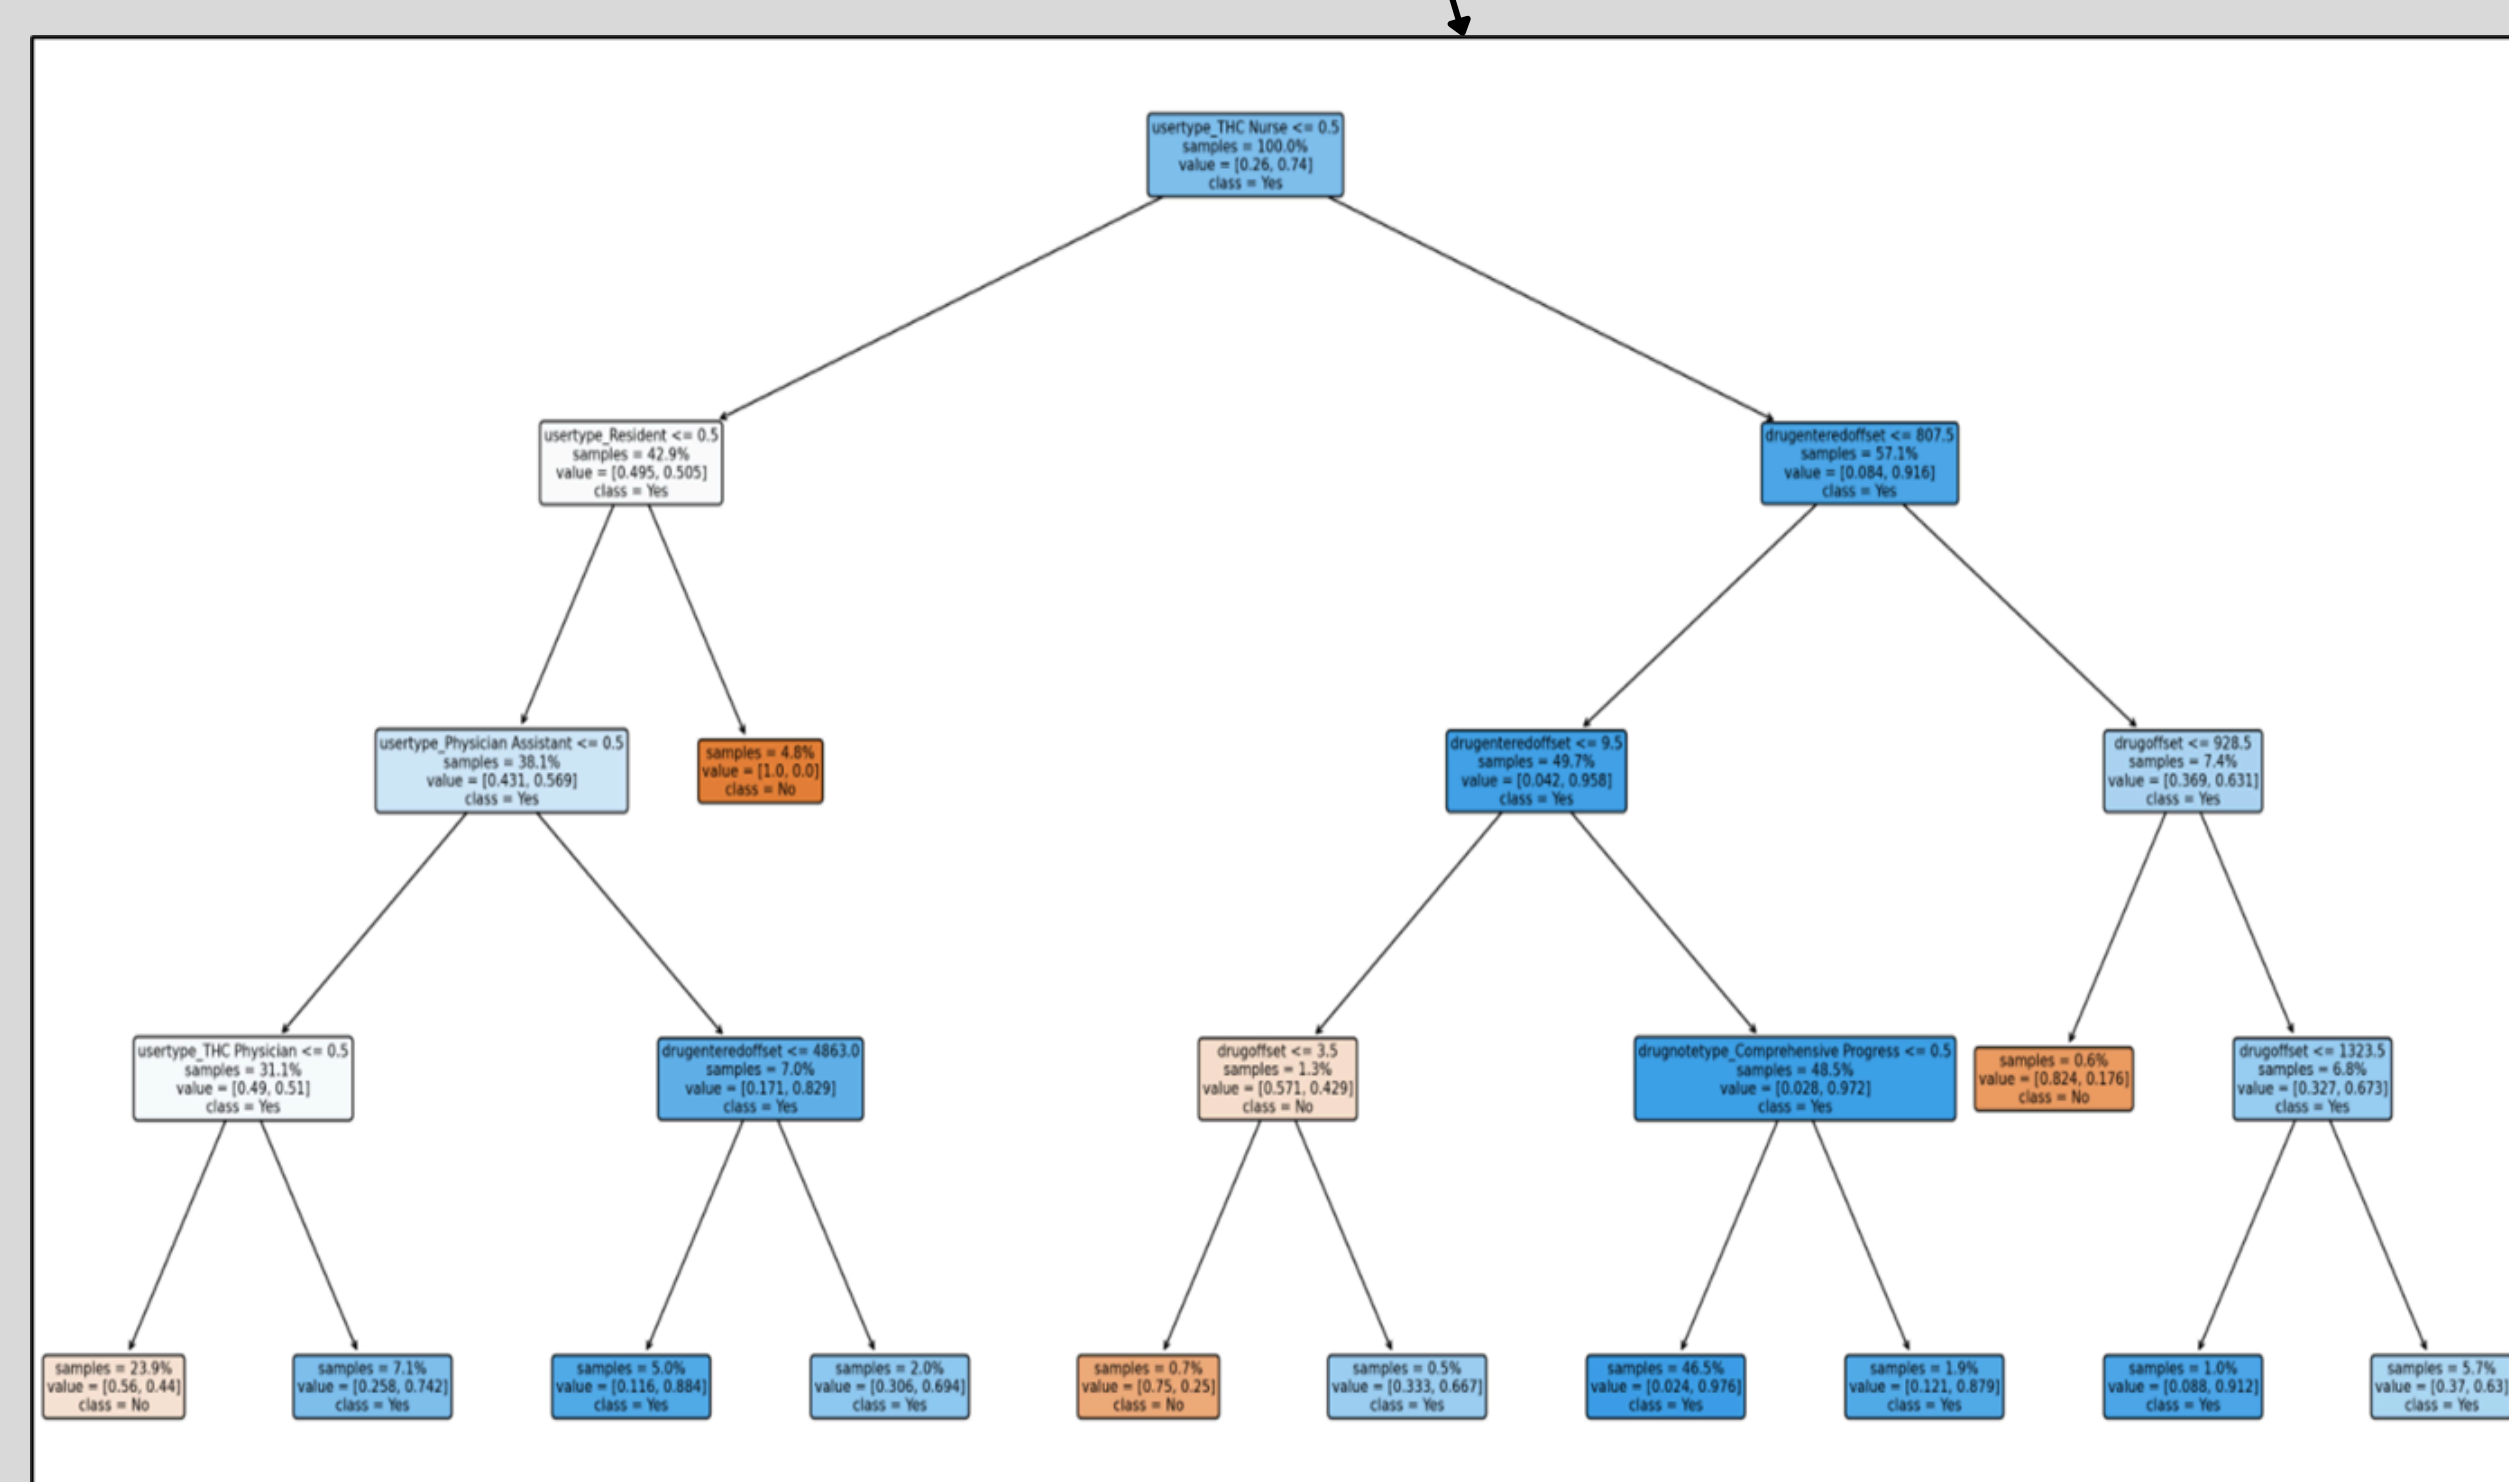 usertype_THC Nurse <= 0.5
samples = 100.0%
value = [0.26, 0.74]
class = Yes
usertype_Resident <= 0.5
samples = 42.9%
value = [0.495, 0.505]
class = Yes
drugenteredoffset <= 807.5
samples = 57.1%
value = [0.084, 0.916]
class = Yes
usertype_Physician Assistant <= 0.5
samples = 38.1%
value = [0.431, 0.569]
class = Yes
samples = 4.8%
value = [1.0, 0.0]
class = No
drugenteredoffset <= 9.5
samples = 49.7%
value = [0.042, 0.958]
class = Yes
drugoffset <= 928.5
samples = 7.4%
value = [0.369, 0.631]
class = Yes
usertype_THC Physician <= 0.5
samples = 31.1%
value = [0.49, 0.51]
class = Yes
drugenteredoffset <= 4863.0
samples = 7.0%
value = [0.171, 0.829]
class = Yes
drugoffset <= 3.5
samples = 1.3%
value = [0.571, 0.429]
class = No
drugnotetype_Comprehensive Progress <= 0.5
samples = 48.5%
value = [0.028, 0.972]
class = Yes
samples = 0.6%
value = [0.824, 0.176]
class = No
drugoffset <= 1323.5
samples = 6.8%
value = [0.327, 0.673]
class = Yes
samples = 23.9%
value = [0.56, 0.44]
class = No
samples = 7.1%
value = [0.258, 0.742]
class = Yes
samples = 5.0%
value = [0.116, 0.884]
class = Yes
samples = 2.0%
value = [0.306, 0.694]
class = Yes
samples = 0.7%
value = [0.75, 0.25]
class = No
samples = 0.5%
value = [0.333, 0.667]
class = Yes
samples = 46.5%
value = [0.024, 0.976]
class = Yes
samples = 1.9%
value = [0.121, 0.879]
class = Yes
samples = 1.0%
value = [0.088, 0.912]
class = Yes
samples = 5.7%
value = [0.37, 0.63]
class = Yes